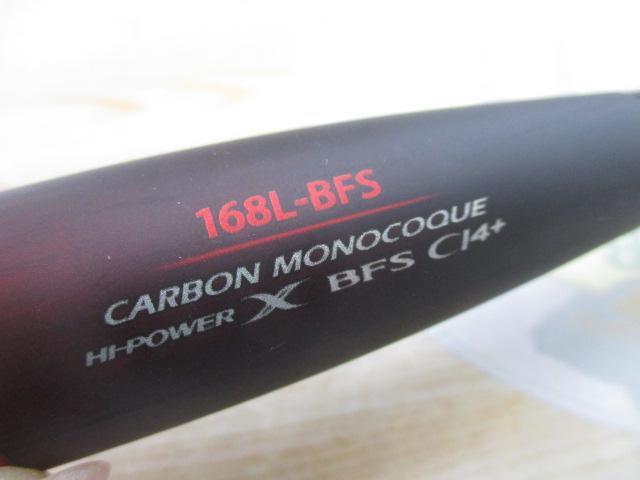 168L-BFS
CARBON MONOCOQUE
HI-POWER X BFS CI4+